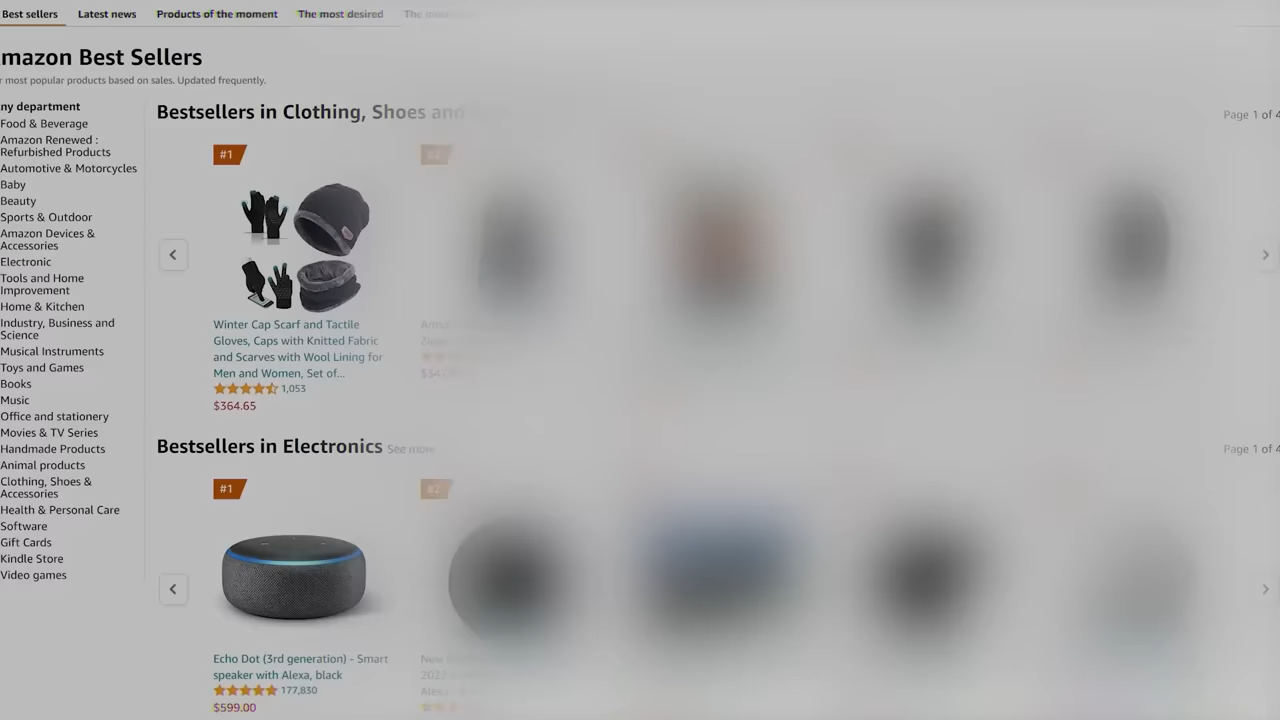 Best sellers Latest news Products of the moment The most desired The
mazon Best Sellers
r most popular products based on sales. Updated frequently.
ny department
Food & Beverage
Amazon Renewed :
Refurbished Products
Automotive & Motorcycles
Baby
Beauty
Sports & Outdoor
Amazon Devices &
Accessories
Electronic
Tools and Home
Improvement
Home & Kitchen
Industry, Business and
Science
Musical Instruments
Toys and Games
Books
Music
Office and stationery
Movies & TV Series
Handmade Products
Animal products
Clothing, Shoes &
Accessories
Health & Personal Care
Software
Gift Cards
Kindle Store
Video games
Bestsellers in Clothing, Shoes and
Page 1 of 4
#1
#2
Winter Cap Scarf and Tactile
Gloves, Caps with Knitted Fabric
and Scarves with Wool Lining for
Men and Women, Set of...
1,053
$364.65
Bestsellers in Electronics See more
Page 1 of 4
#1
#2
Echo Dot (3rd generation) - Smart
speaker with Alexa, black
177,830
$599.00
New
2022